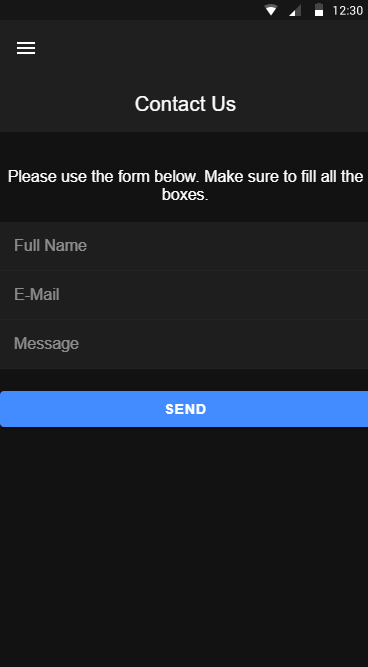 12:30
Contact Us
Please use the form below. Make sure to fill all the
boxes.
Full Name
E-Mail
Message
SEND